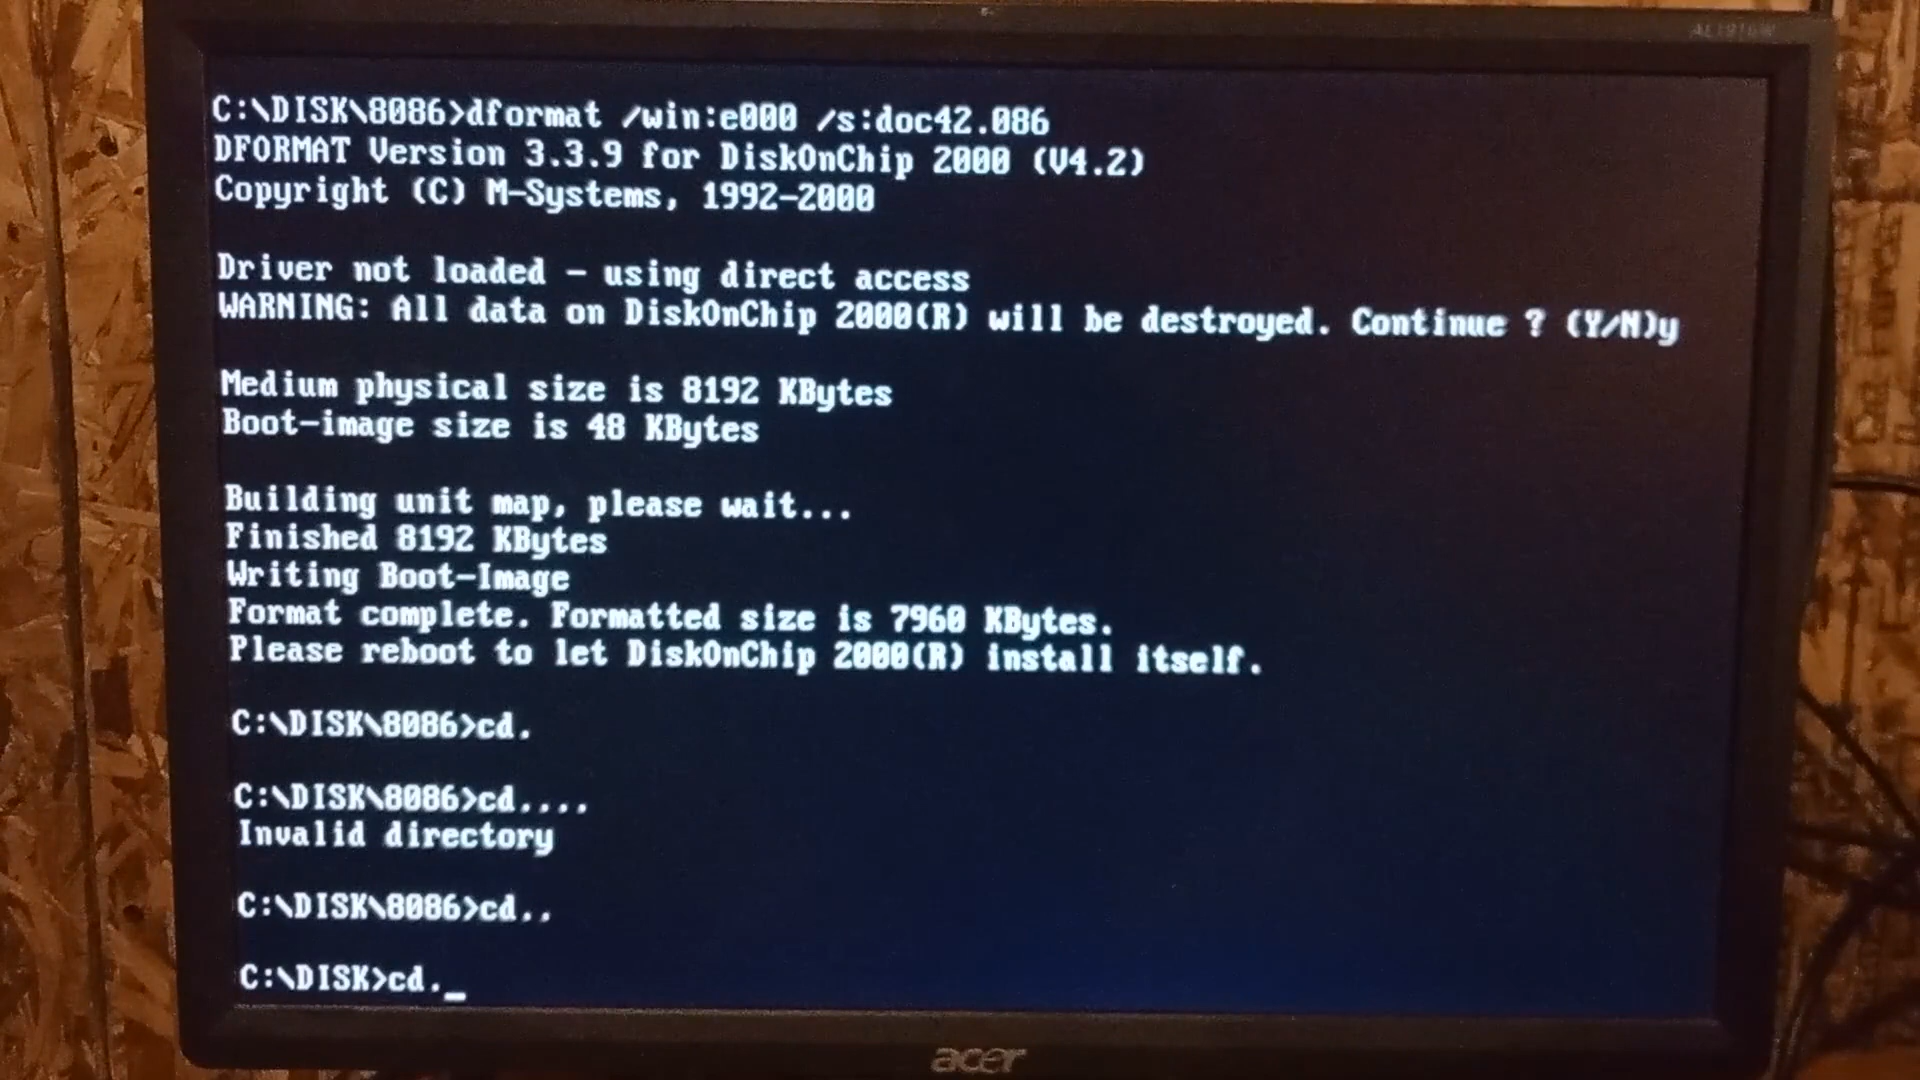 AL1916W
C:\DISK\8086>dformat /win:e000 /s:doc42.086
DFORMAT Version 3.3.9 for DiskOnChip 2000 (V4.2)
Copyright (C) M-Systems, 1992-2000
Driver not loaded - using direct access
WARNING: All data on DiskOnChip 2000(R) will be destroyed. Continue ? (Y/N)y
Medium physical size is 8192 KBytes
Boot-image size is 48 KBytes
Building unit map, please wait...
Finished 8192 KBytes
Writing Boot-Image
Format complete. Formatted size is 7960 KBytes.
Please reboot to let DiskOnChip 2000(R) install itself.
C:\DISK\8086>cd.
C:\DISK\8086>cd....
Invalid directory
C:\DISK\8086>cd..
C:\DISK>cd._
acer